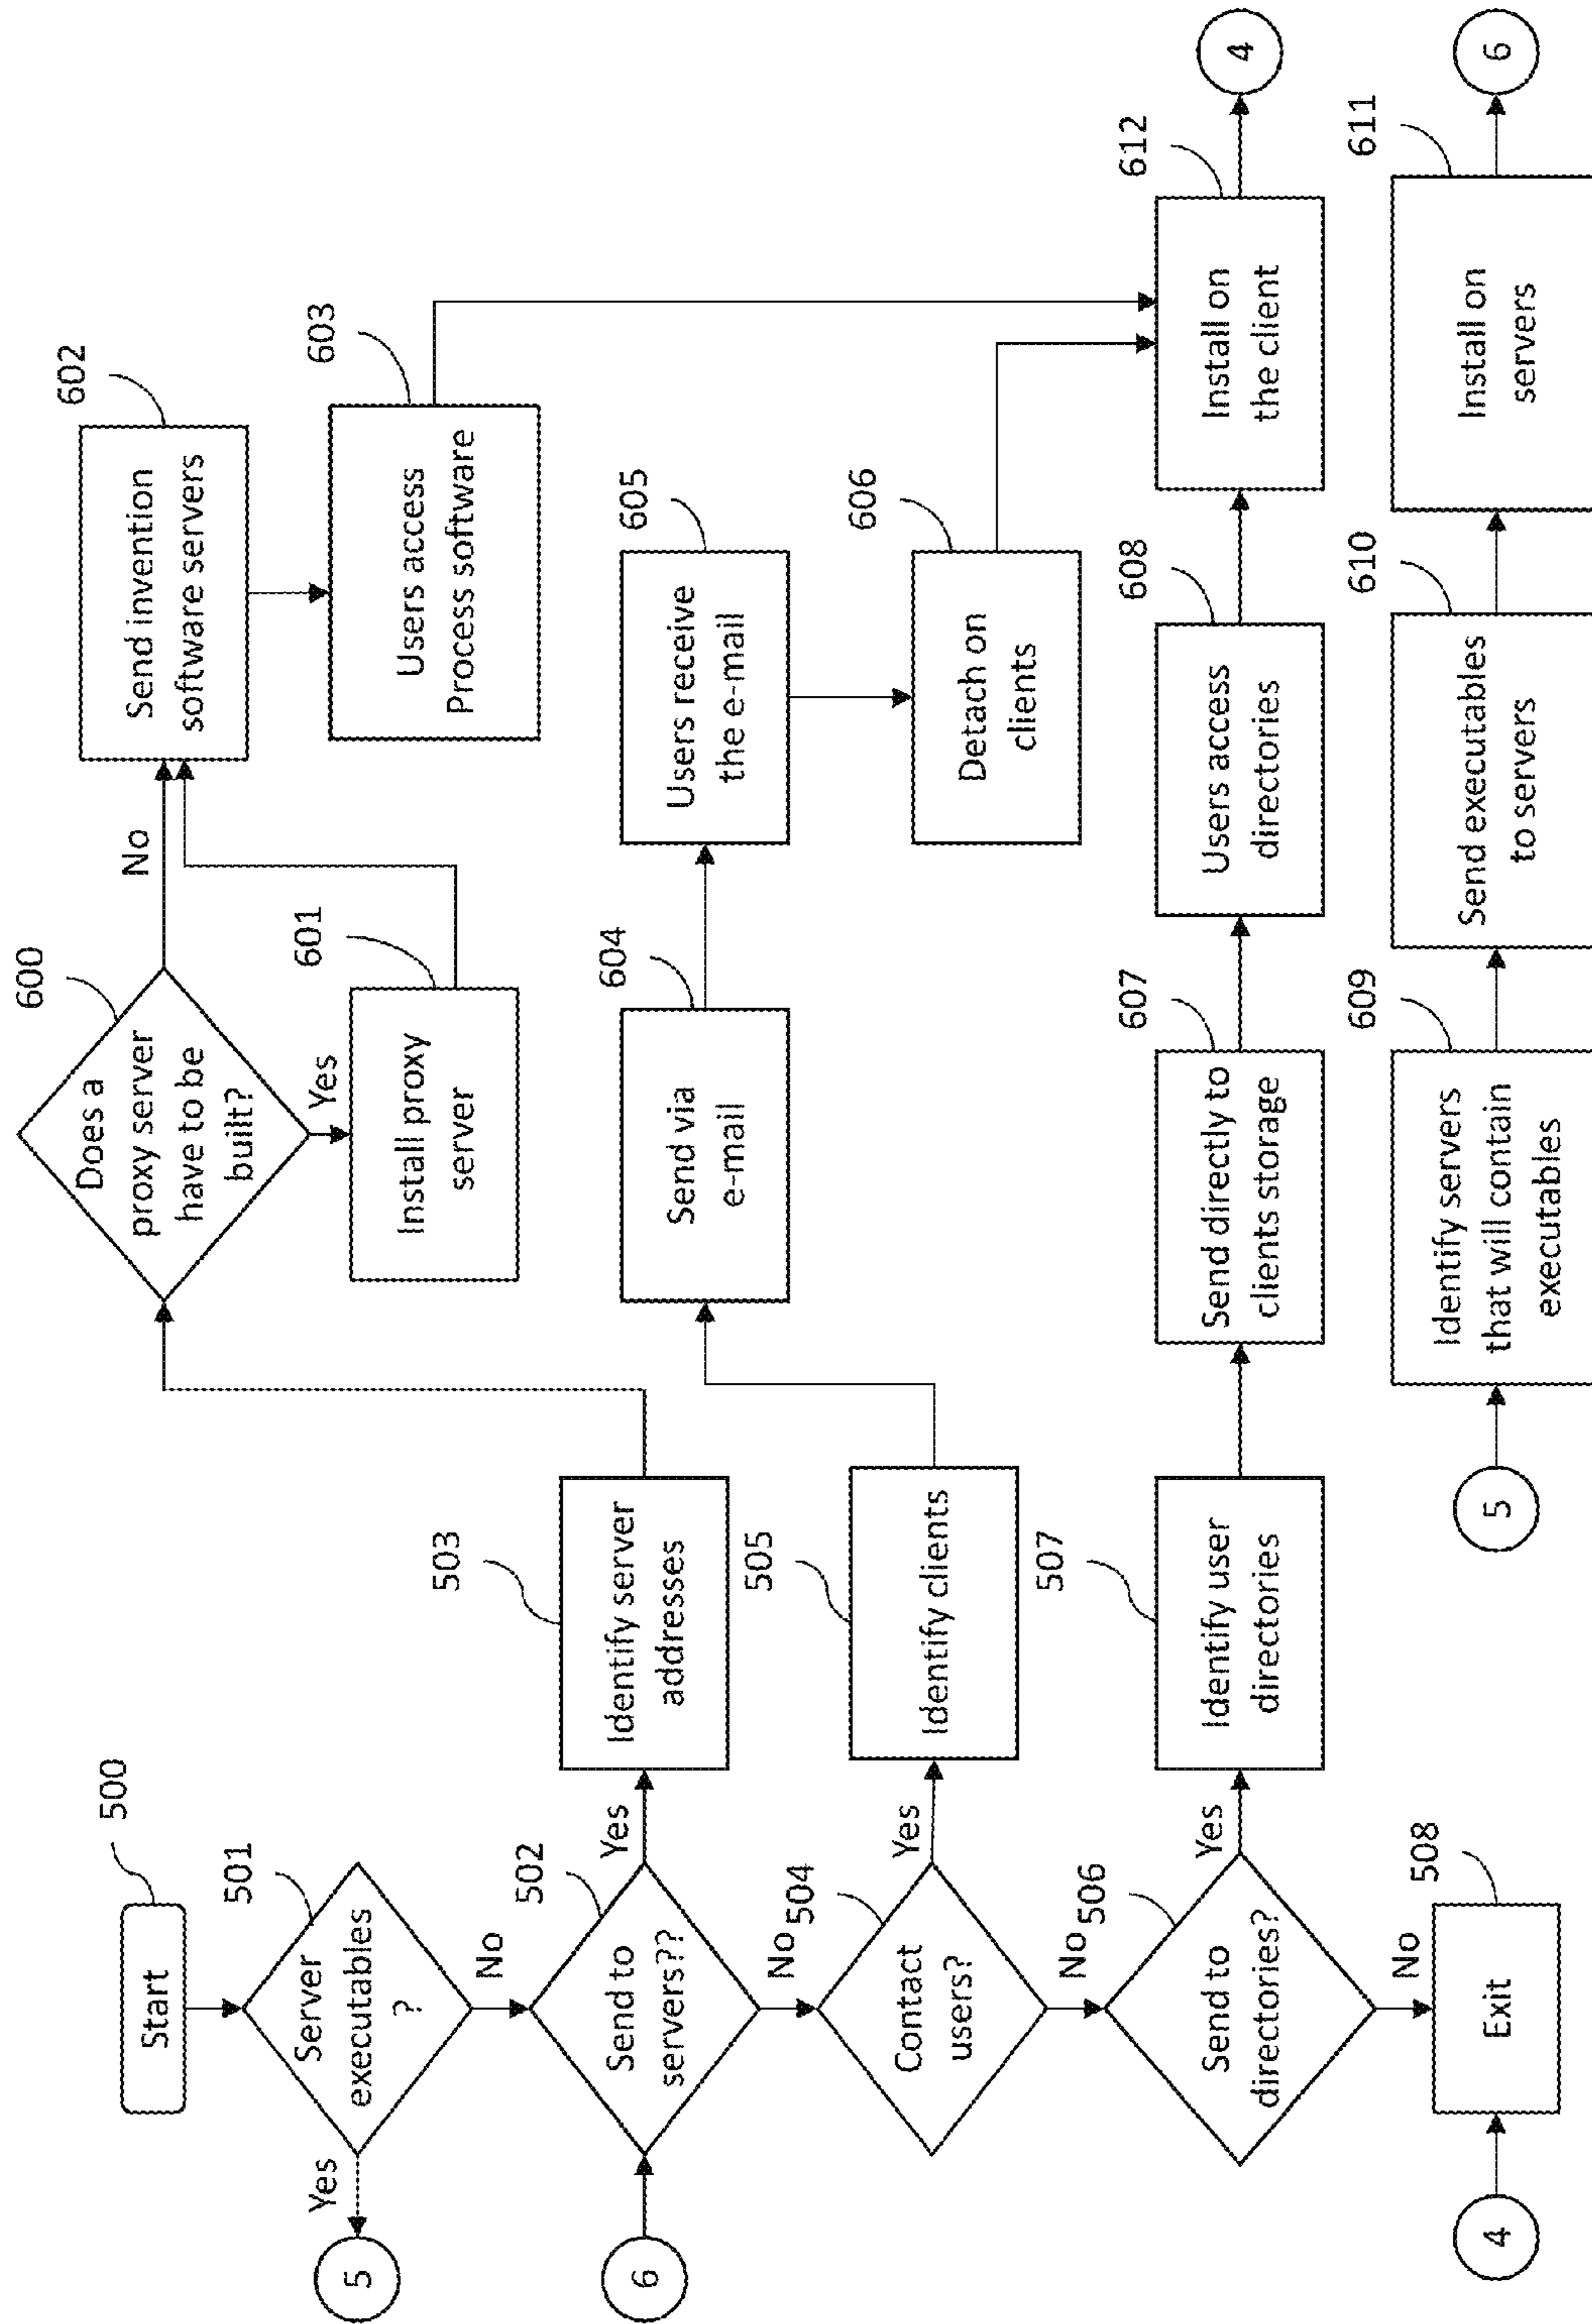 500
Start
501
Server
executables
?
Yes
5
No
502
Send to
servers??
6
Yes
503
Identify server
addresses
No
504
Contact
users?
Yes
505
Identify clients
No
506
Send to
directories?
Yes
507
Identify user
directories
No
508
Exit
4
600
Does a
proxy server
have to be
built?
No
Yes
601
Install proxy
server
602
Send invention
software servers
603
Users access
Process software
604
Send via
e-mail
605
Users receive
the e-mail
606
Detach on
clients
607
Send directly to
clients storage
608
Users access
directories
612
Install on
the client
4
5
609
Identify servers
that will contain
executables
610
Send executables
to servers
611
Install on
servers
6